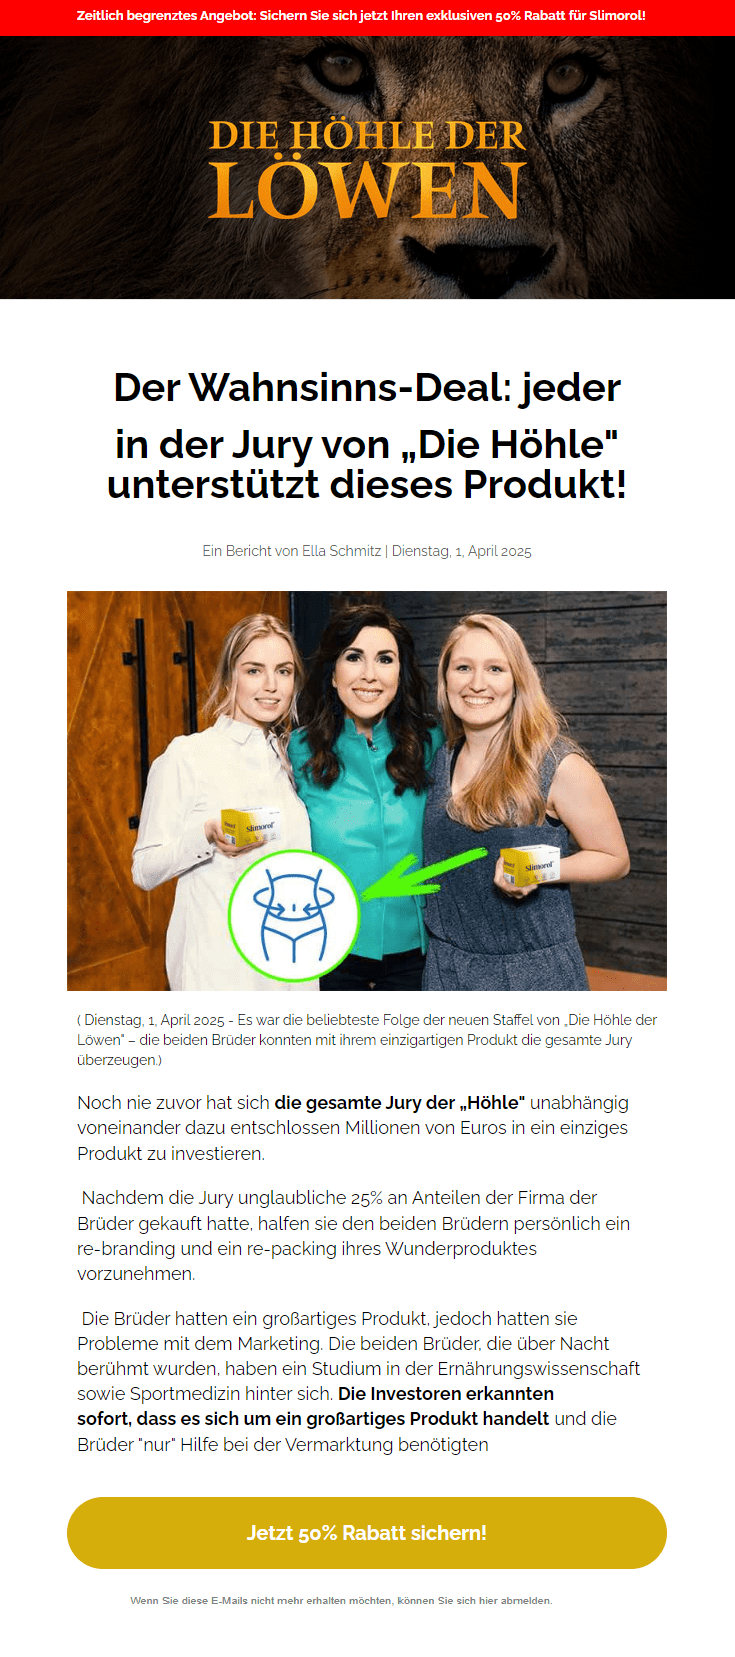 Zeitlich begrenztes Angebot: Sichern Sie sich jetzt Ihren exklusiven 50% Rabatt für Slimorol!
DIE HÖHLE DER
LÖWEN
Der Wahnsinns-Deal: jeder
in der Jury von „Die Höhle"
unterstützt dieses Produkt!
Ein Bericht von Ella Schmitz | Dienstag, 1, April 2025
Slimorol
Slimorol
( Dienstag, 1, April 2025 - Es war die beliebteste Folge der neuen Staffel von „Die Höhle der
Löwen" – die beiden Brüder konnten mit ihrem einzigartigen Produkt die gesamte Jury
überzeugen.)
Noch nie zuvor hat sich die gesamte Jury der „Höhle" unabhängig
voneinander dazu entschlossen Millionen von Euros in ein einziges
Produkt zu investieren.
Nachdem die Jury unglaubliche 25% an Anteilen der Firma der
Brüder gekauft hatte, halfen sie den beiden Brüdern persönlich ein
re-branding und ein re-packing ihres Wunderproduktes
vorzunehmen.
Die Brüder hatten ein großartiges Produkt, jedoch hatten sie
Probleme mit dem Marketing. Die beiden Brüder, die über Nacht
berühmt wurden, haben ein Studium in der Ernährungswissenschaft
sowie Sportmedizin hinter sich. Die Investoren erkannten
sofort, dass es sich um ein großartiges Produkt handelt und die
Brüder "nur" Hilfe bei der Vermarktung benötigten
Jetzt 50% Rabatt sichern!
Wenn Sie diese E-Mails nicht mehr erhalten möchten, können Sie sich hier abmelden.